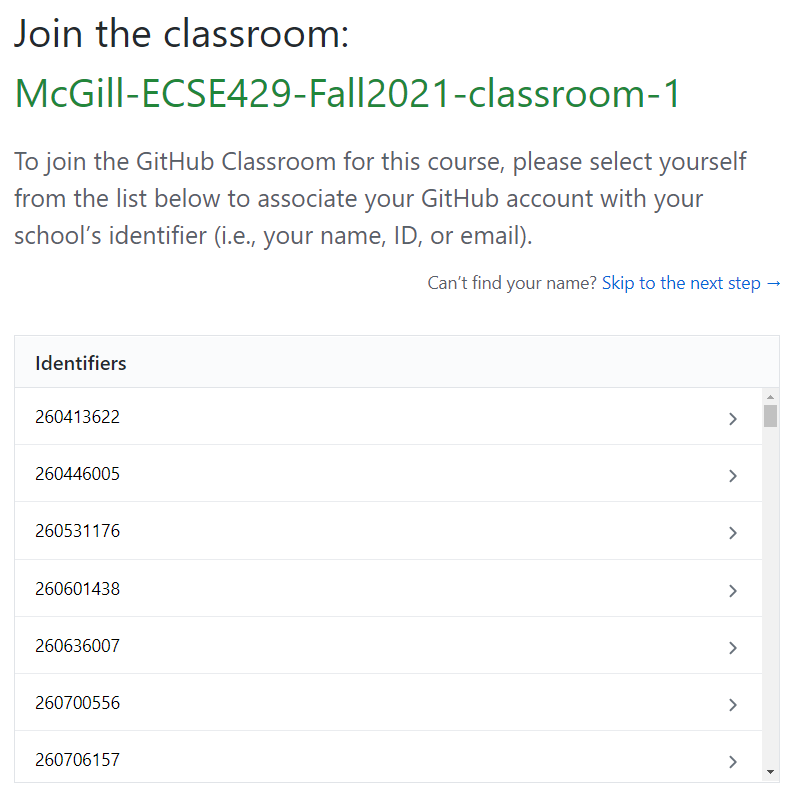 Join the classroom:
McGill-ECSE429-Fall2021-classroom-1
To join the GitHub Classroom for this course, please select yourself
from the list below to associate your GitHub account with your
school’s identifier (i.e., your name, ID, or email).
Can’t find your name? Skip to the next step →
Identifiers
260413622
260446005
260531176
260601438
260636007
260700556
260706157